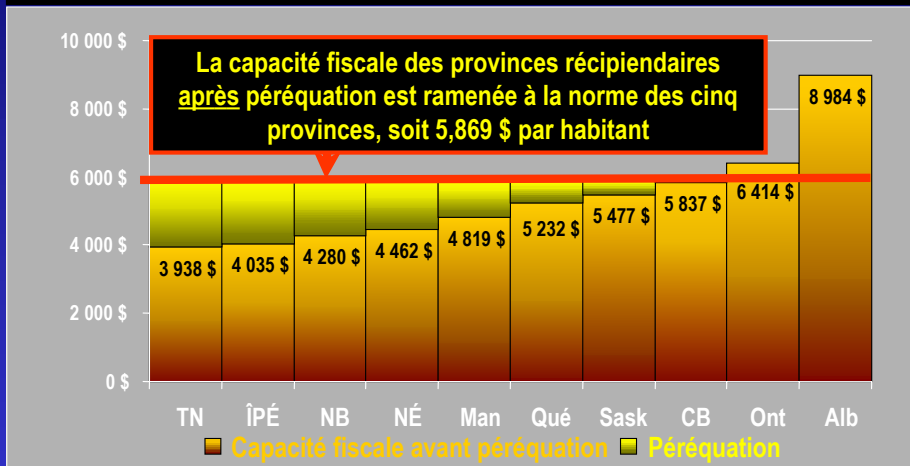 10 000 $
La capacité fiscale des provinces récipiendaires
après péréquation est ramenée à la norme des cinq
provinces, soit 5,869 $ par habitant
8 000 $
8 984 $
6 000 $
3 938 $ 4 035 $ 4 280 $ 4 462 $ 4 819 $ 5 232 $ 5 477 $ 5 837 $ 6 414 $
4 000 $
2 000 $
0 $
TN ÎPÉ NB NÉ Man Qué Sask CB Ont Alb
Capacité fiscale avant péréquation Péréquation